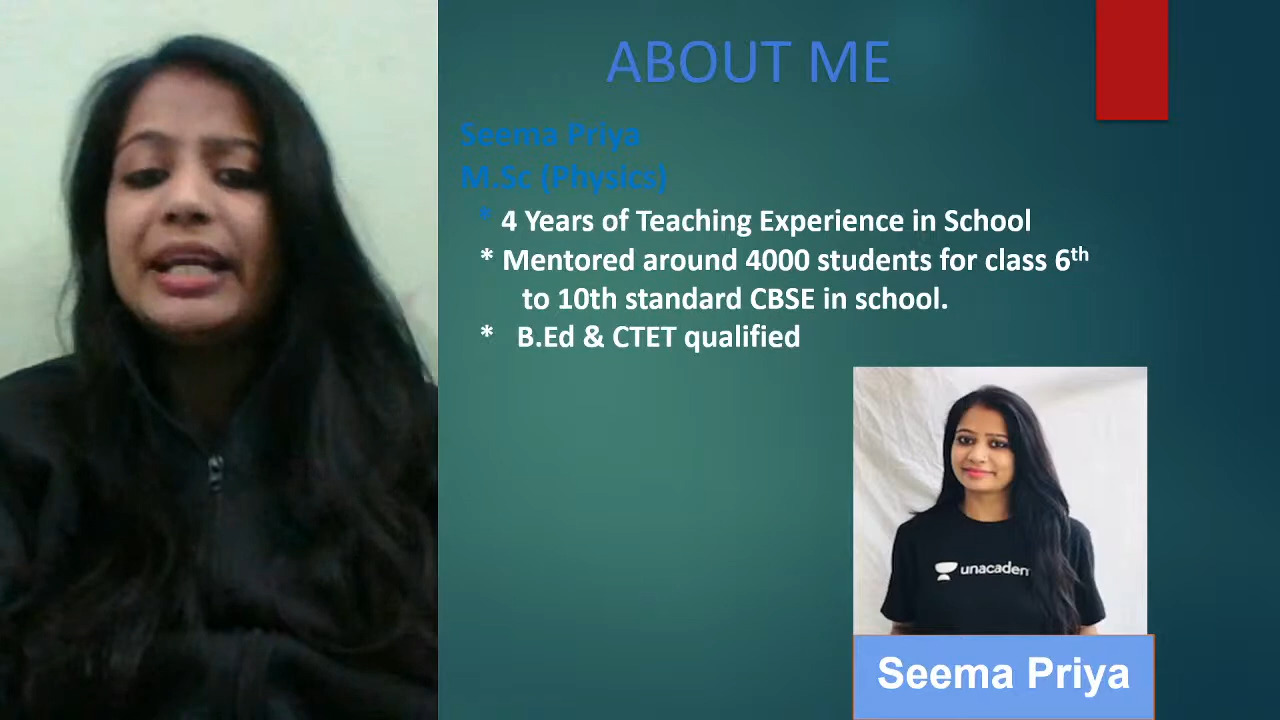 ABOUT ME
Seema Priya
M.Sc (Physics)
* 4 Years of Teaching Experience in School
* Mentored around 4000 students for class 6th
to 10th standard CBSE in school.
* B.Ed & CTET qualified
unacadem
Seema Priya